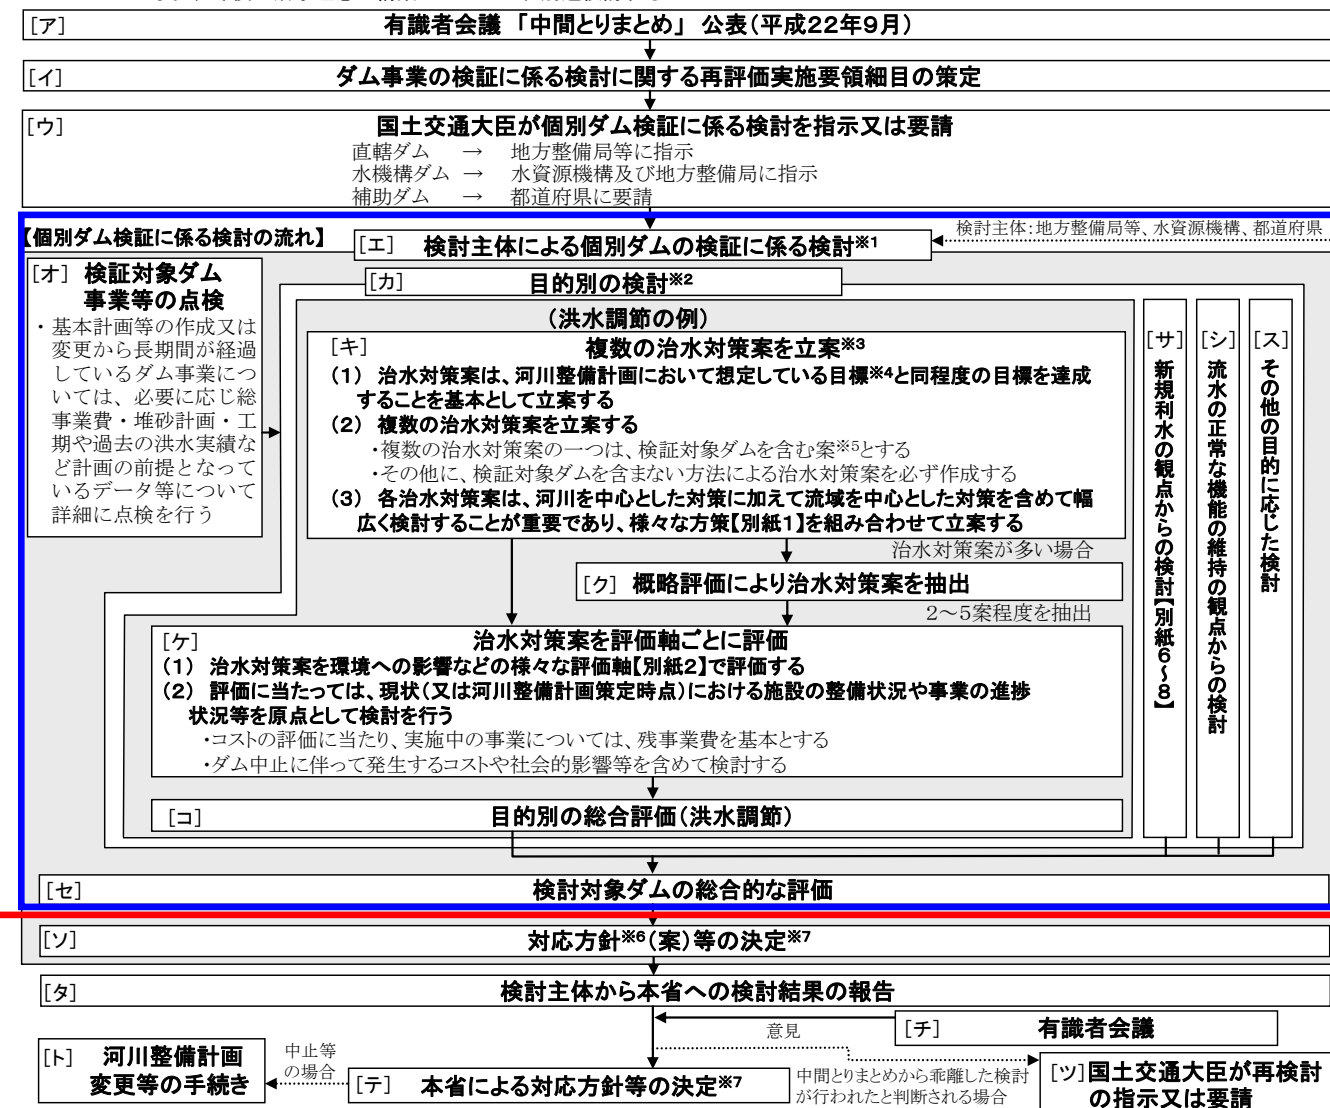 [ア] 有識者会議 「中間とりまとめ」 公表(平成22年9月)
[イ] ダム事業の検証に係る検討に関する再評価実施要領細目の策定
[ウ] 国土交通大臣が個別ダム検証に係る検討を指示又は要請
直轄ダム → 地方整備局等に指示
水機構ダム → 水資源機構及び地方整備局に指示
補助ダム → 都道府県に要請
【個別ダム検証に係る検討の流れ】
[エ] 検討主体による個別ダムの検証に係る検討※1
検討主体:地方整備局等、水資源機構、都道府県
[オ] 検証対象ダム
事業等の点検
・基本計画等の作成又は
変更から長期間が経過
しているダム事業につ
いては、必要に応じ総
事業費・堆砂計画・工
期や過去の洪水実績な
ど計画の前提となって
いるデータ等について
詳細に点検を行う
[カ] 目的別の検討※2
(洪水調節の例)
[キ] 複数の治水対策案を立案※3
(1) 治水対策案は、河川整備計画において想定している目標※4と同程度の目標を達成
することを基本として立案する
(2) 複数の治水対策案を立案する
・複数の治水対策案の一つは、検証対象ダムを含む案※5とする
・その他に、検証対象ダムを含まない方法による治水対策案を必ず作成する
(3) 各治水対策案は、河川を中心とした対策に加えて流域を中心とした対策を含めて幅
広く検討することが重要であり、様々な方策【別紙1】を組み合わせて立案する
治水対策案が多い場合
[ク] 概略評価により治水対策案を抽出
2~5案程度を抽出
[ケ] 治水対策案を評価軸ごとに評価
(1) 治水対策案を環境への影響などの様々な評価軸【別紙2】で評価する
(2) 評価に当たっては、現状(又は河川整備計画策定時点)における施設の整備状況や事業の進捗
状況等を原点として検討を行う
・コストの評価に当たり、実施中の事業については、残事業費を基本とする
・ダム中止に伴って発生するコストや社会的影響等を含めて検討する
[コ] 目的別の総合評価(洪水調節)
[サ] 新規利水の観点からの検討【別紙6~8】
[シ] 流水の正常な機能の維持の観点からの検討
[ス] その他の目的に応じた検討
[セ] 検討対象ダムの総合的な評価
[ソ] 対応方針※6(案)等の決定※7
[タ] 検討主体から本省への検討結果の報告
意見
[チ] 有識者会議
[ト] 河川整備計画
変更等の手続き
中止等
の場合
[テ] 本省による対応方針等の決定※7
中間とりまとめから乖離した検討
が行われたと判断される場合
[ツ]国土交通大臣が再検討
の指示又は要請